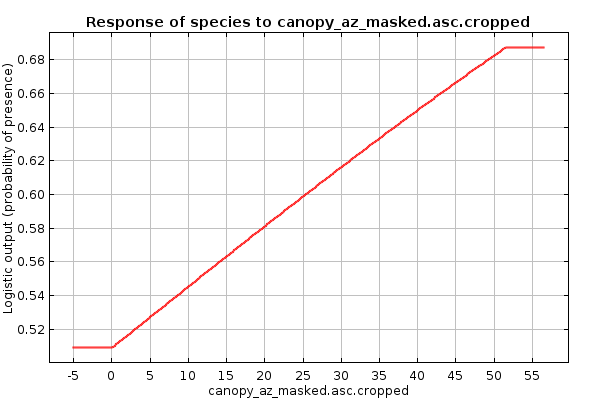 Response of species to canopy_az_masked.asc.cropped
Logistic output (probability of presence)
0.68
0.66
0.64
0.62
0.60
0.58
0.56
0.54
0.52
-5 0 5 10 15 20 25 30 35 40 45 50 55
canopy_az_masked.asc.cropped